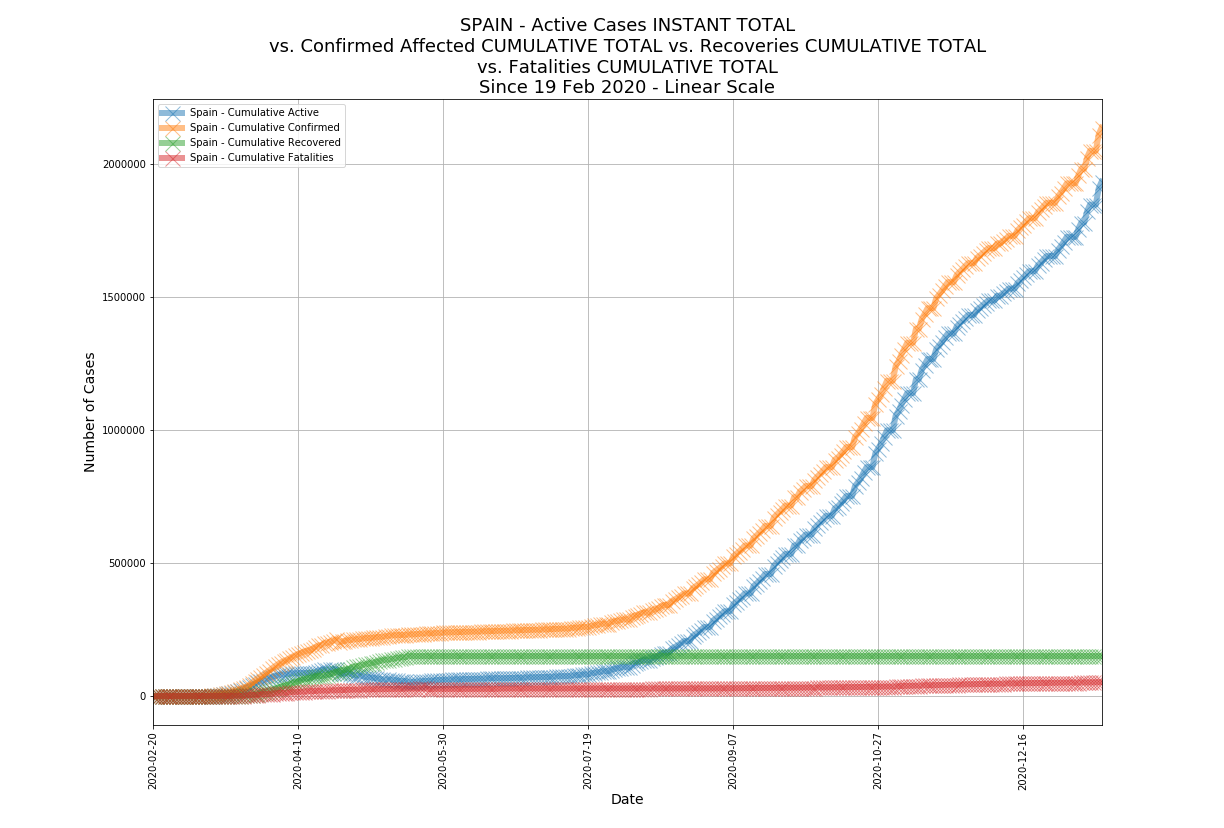 SPAIN - Active Cases INSTANT TOTAL
vs. Confirmed Affected CUMULATIVE TOTAL vs. Recoveries CUMULATIVE TOTAL
vs. Fatalities CUMULATIVE TOTAL
Since 19 Feb 2020 - Linear Scale
Spain - Cumulative Active
Spain - Cumulative Confirmed
Spain - Cumulative Recovered
Spain - Cumulative Fatalities
Number of Cases
2000000
1500000
1000000
500000
0
2020-02-20
2020-04-10
2020-05-30
2020-07-19
2020-09-07
2020-10-27
2020-12-16
Date